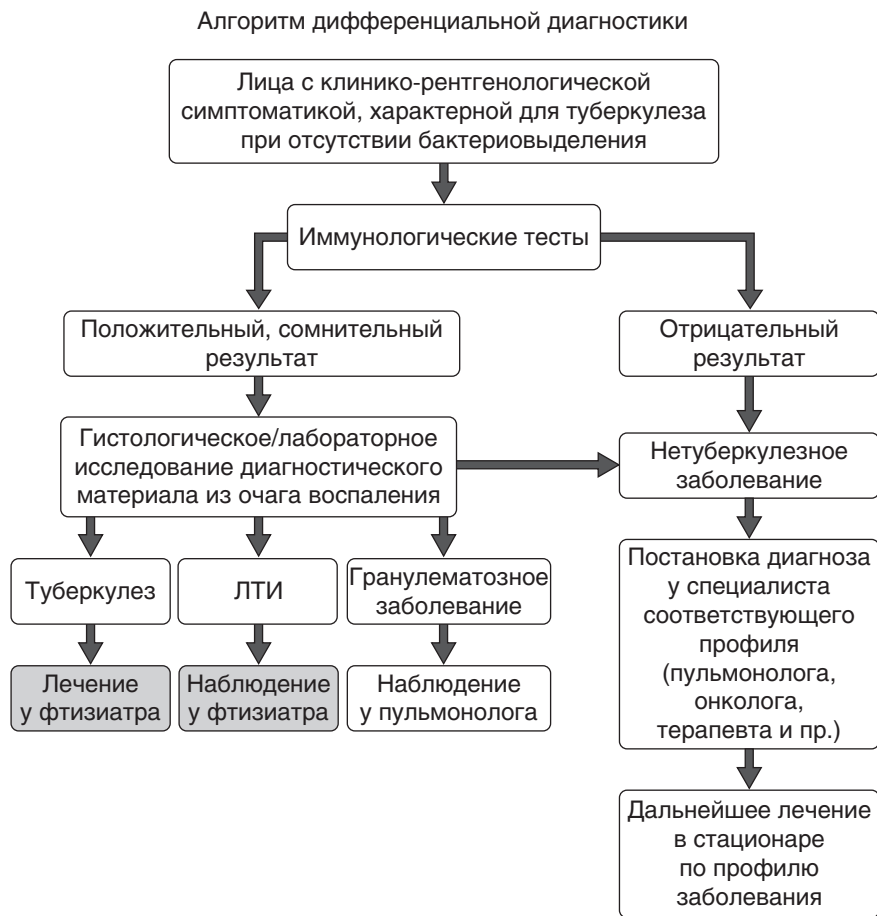 Алгоритм дифференциальной диагностики
Лица с клинико-рентгенологической
симптоматикой, характерной для туберкулеза
при отсутствии бактериовыделения
Иммунологические тесты
Положительный, сомнительный
результат
Отрицательный
результат
Гистологическое/лабораторное
исследование диагностического
материала из очага воспаления
Нетуберкулезное
заболевание
Туберкулез
ЛТИ
Гранулематозное
заболевание
Постановка диагноза
у специалиста
соответствующего
профиля
(пульмонолога,
онколога,
терапевта и пр.)
Лечение
у фтизиатра
Наблюдение
у фтизиатра
Наблюдение
у пульмонолога
Дальнейшее лечение
в стационаре
по профилю
заболевания